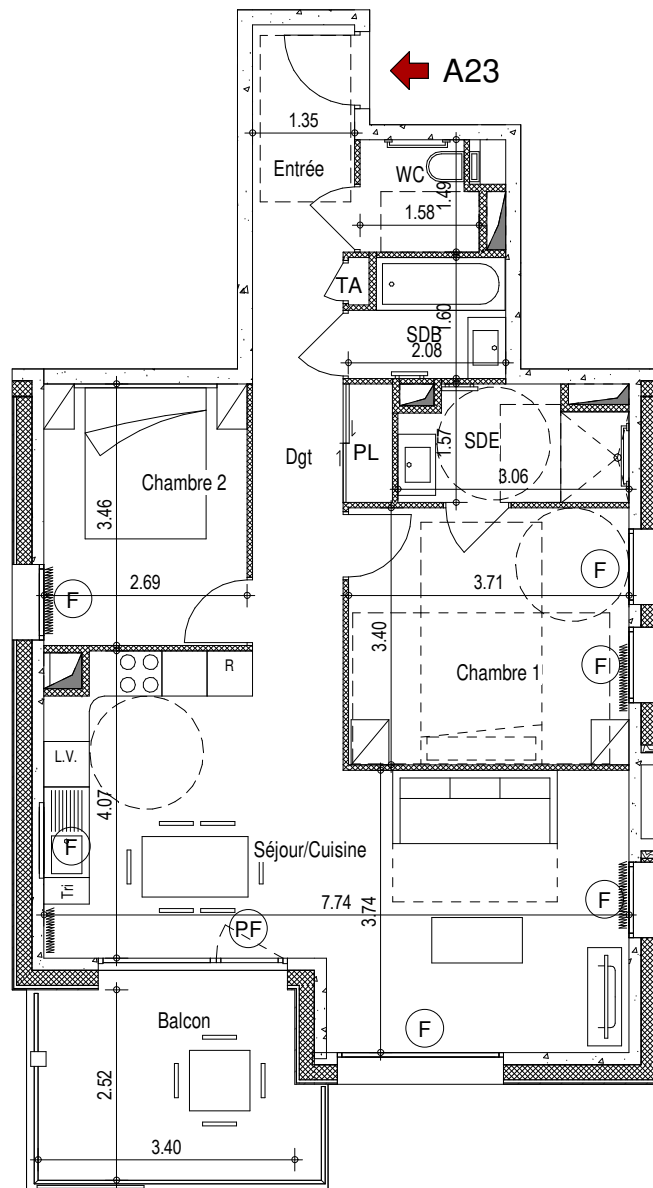 A23
1.35
Entrée
WC
1.49
1.58
TA
1.60
SDB
2.08
Dgt
PL
1.57
SDE
3.06
Chambre 2
3.46
2.69
F
3.71
F
3.40
Chambre 1
F
R
L.V.
4.07
F
Tri
Séjour/Cuisine
7.74
3.74
F
PF
F
Balcon
2.52
3.40